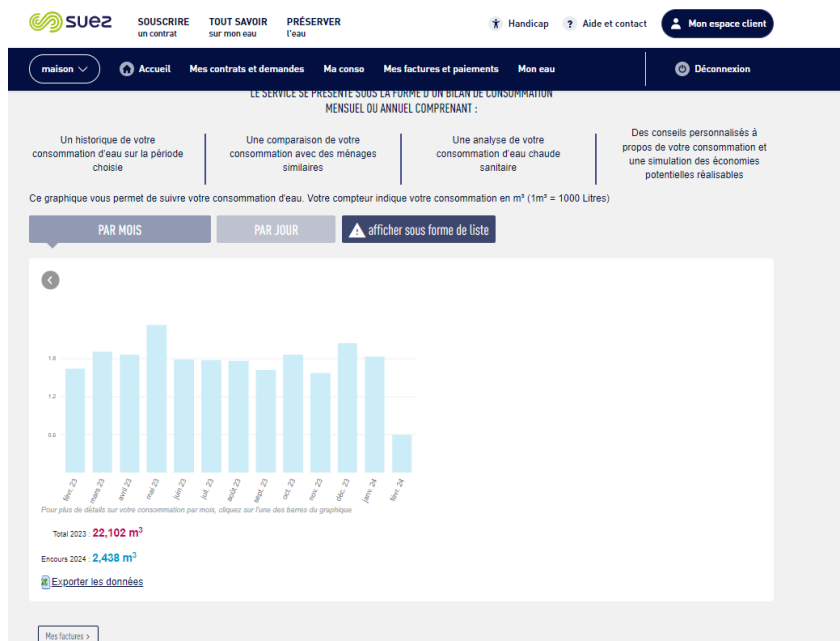 suez
SOUSCRIRE
un contrat
TOUT SAVOIR
sur mon eau
PRÉSERVER
l'eau
Handicap
? Aide et contact
Mon espace client
maison
Accueil
Mes contrats et demandes
Ma conso
Mes factures et paiements
Mon eau
Déconnexion
LE SERVICE SE PRÉSENTE SOUS LA FORME D'UN BILAN DE CONSOMMATION
MENSUEL OU ANNUEL COMPRENANT :
Un historique de votre
consommation d'eau sur la période
choisie
Une comparaison de votre
consommation avec des ménages
similaires
Une analyse de votre
consommation d'eau chaude
sanitaire
Des conseils personnalisés à
propos de votre consommation et
une simulation des économies
potentielles réalisables
Ce graphique vous permet de suivre votre consommation d'eau. Votre compteur indique votre consommation en m³ (1m³ = 1000 Litres)
PAR MOIS
PAR JOUR
afficher sous forme de liste
1.8
1.2
0.6
févr. 23
mars 23
avril 23
mai 23
juin 23
juil. 23
août 23
sept. 23
oct. 23
nov. 23
déc. 23
janv. 24
févr. 24
Pour plus de détails sur votre consommation par mois, cliquez sur l'une des barres du graphique
Total 2023 : 22,102 m³
Encours 2024 : 2,438 m³
Exporter les données
Mes factures >